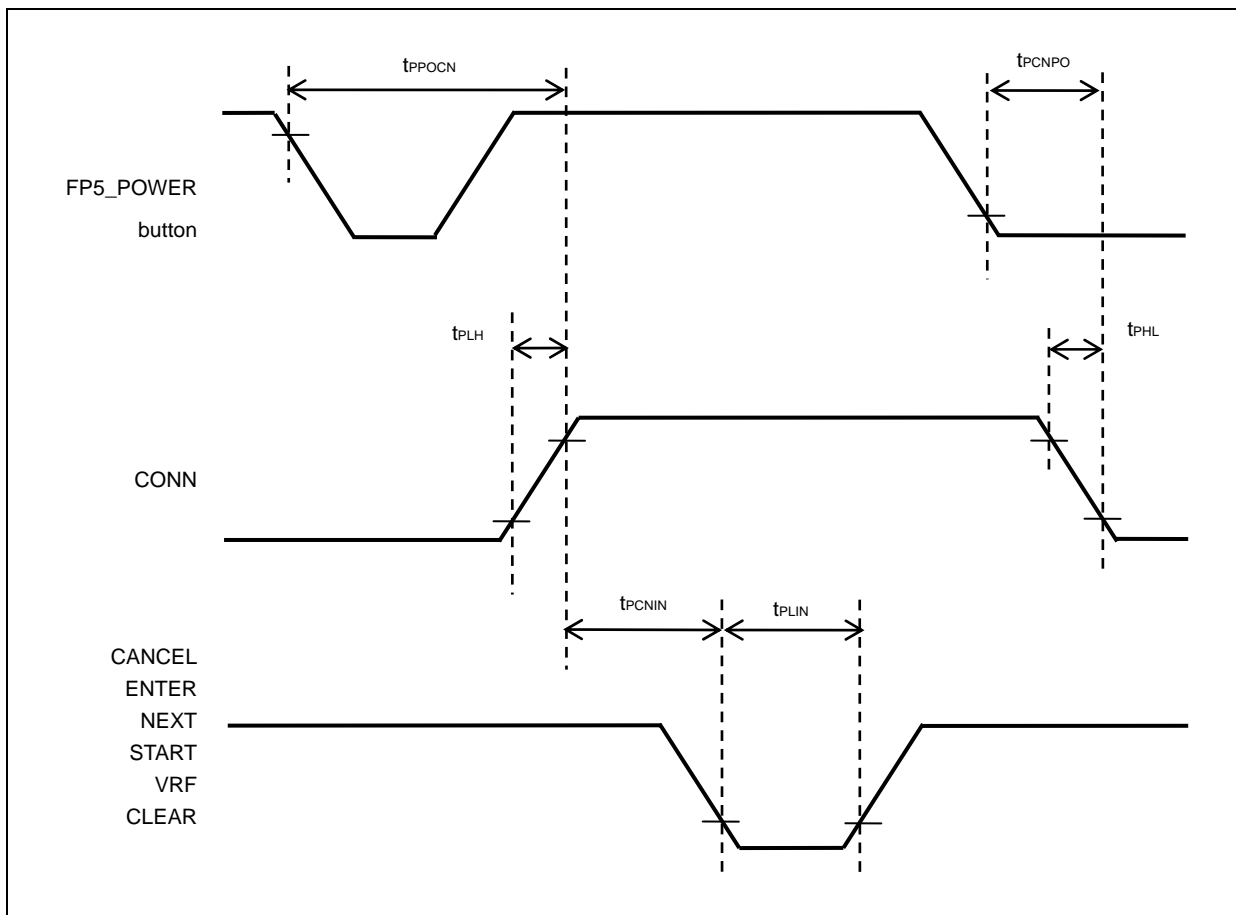 tPPOCN
tPCNPO
FP5_POWER
button
tPLH
tPHL
CONN
tPCNIN
tPLIN
CANCEL
ENTER
NEXT
START
VRF
CLEAR